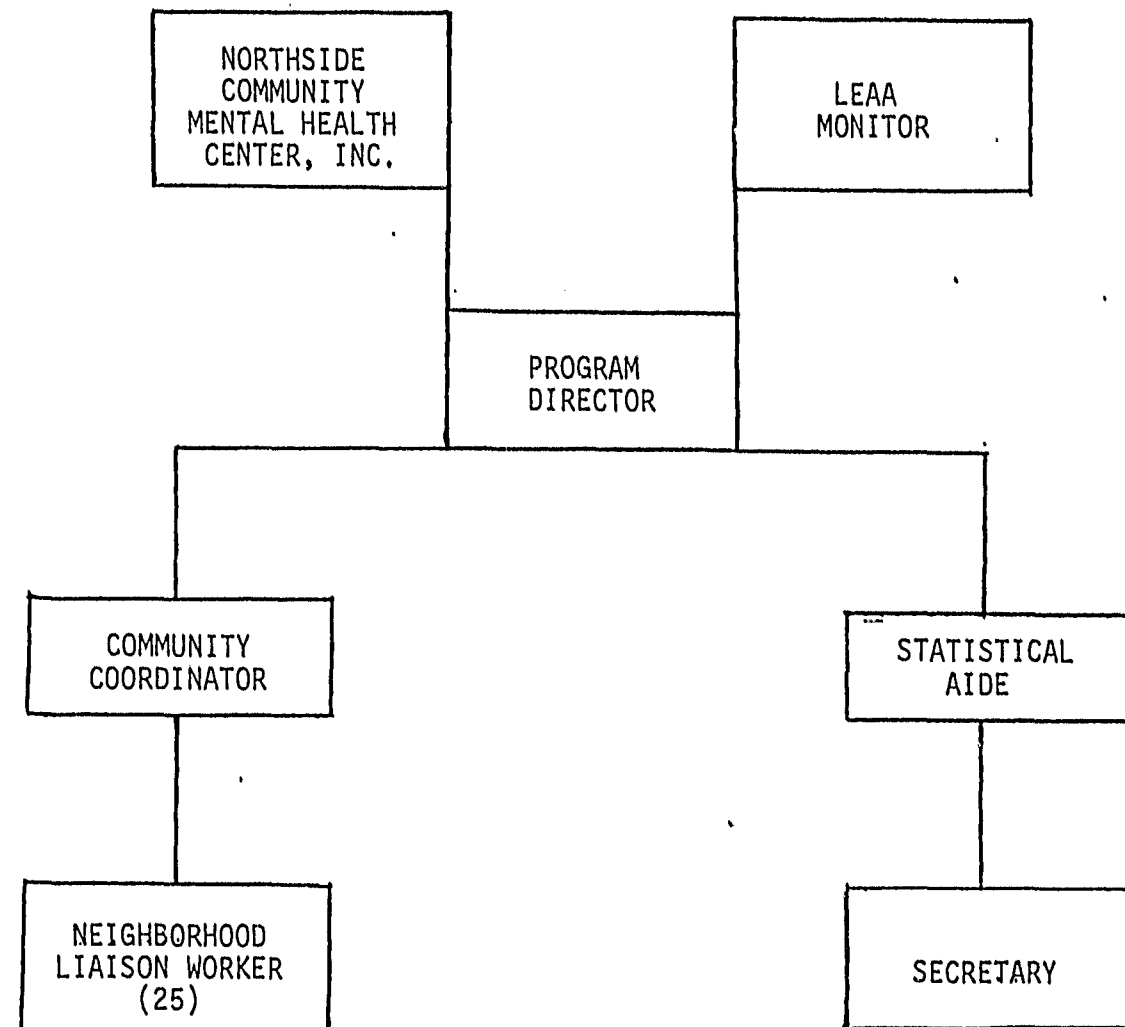 NORTHSIDE
COMMUNITY
MENTAL HEALTH
CENTER, INC.
LEAA
MONITOR
PROGRAM
DIRECTOR
COMMUNITY
COORDINATOR
STATISTICAL
AIDE
NEIGHBORHOOD
LIAISON WORKER
(25)
SECRETARY